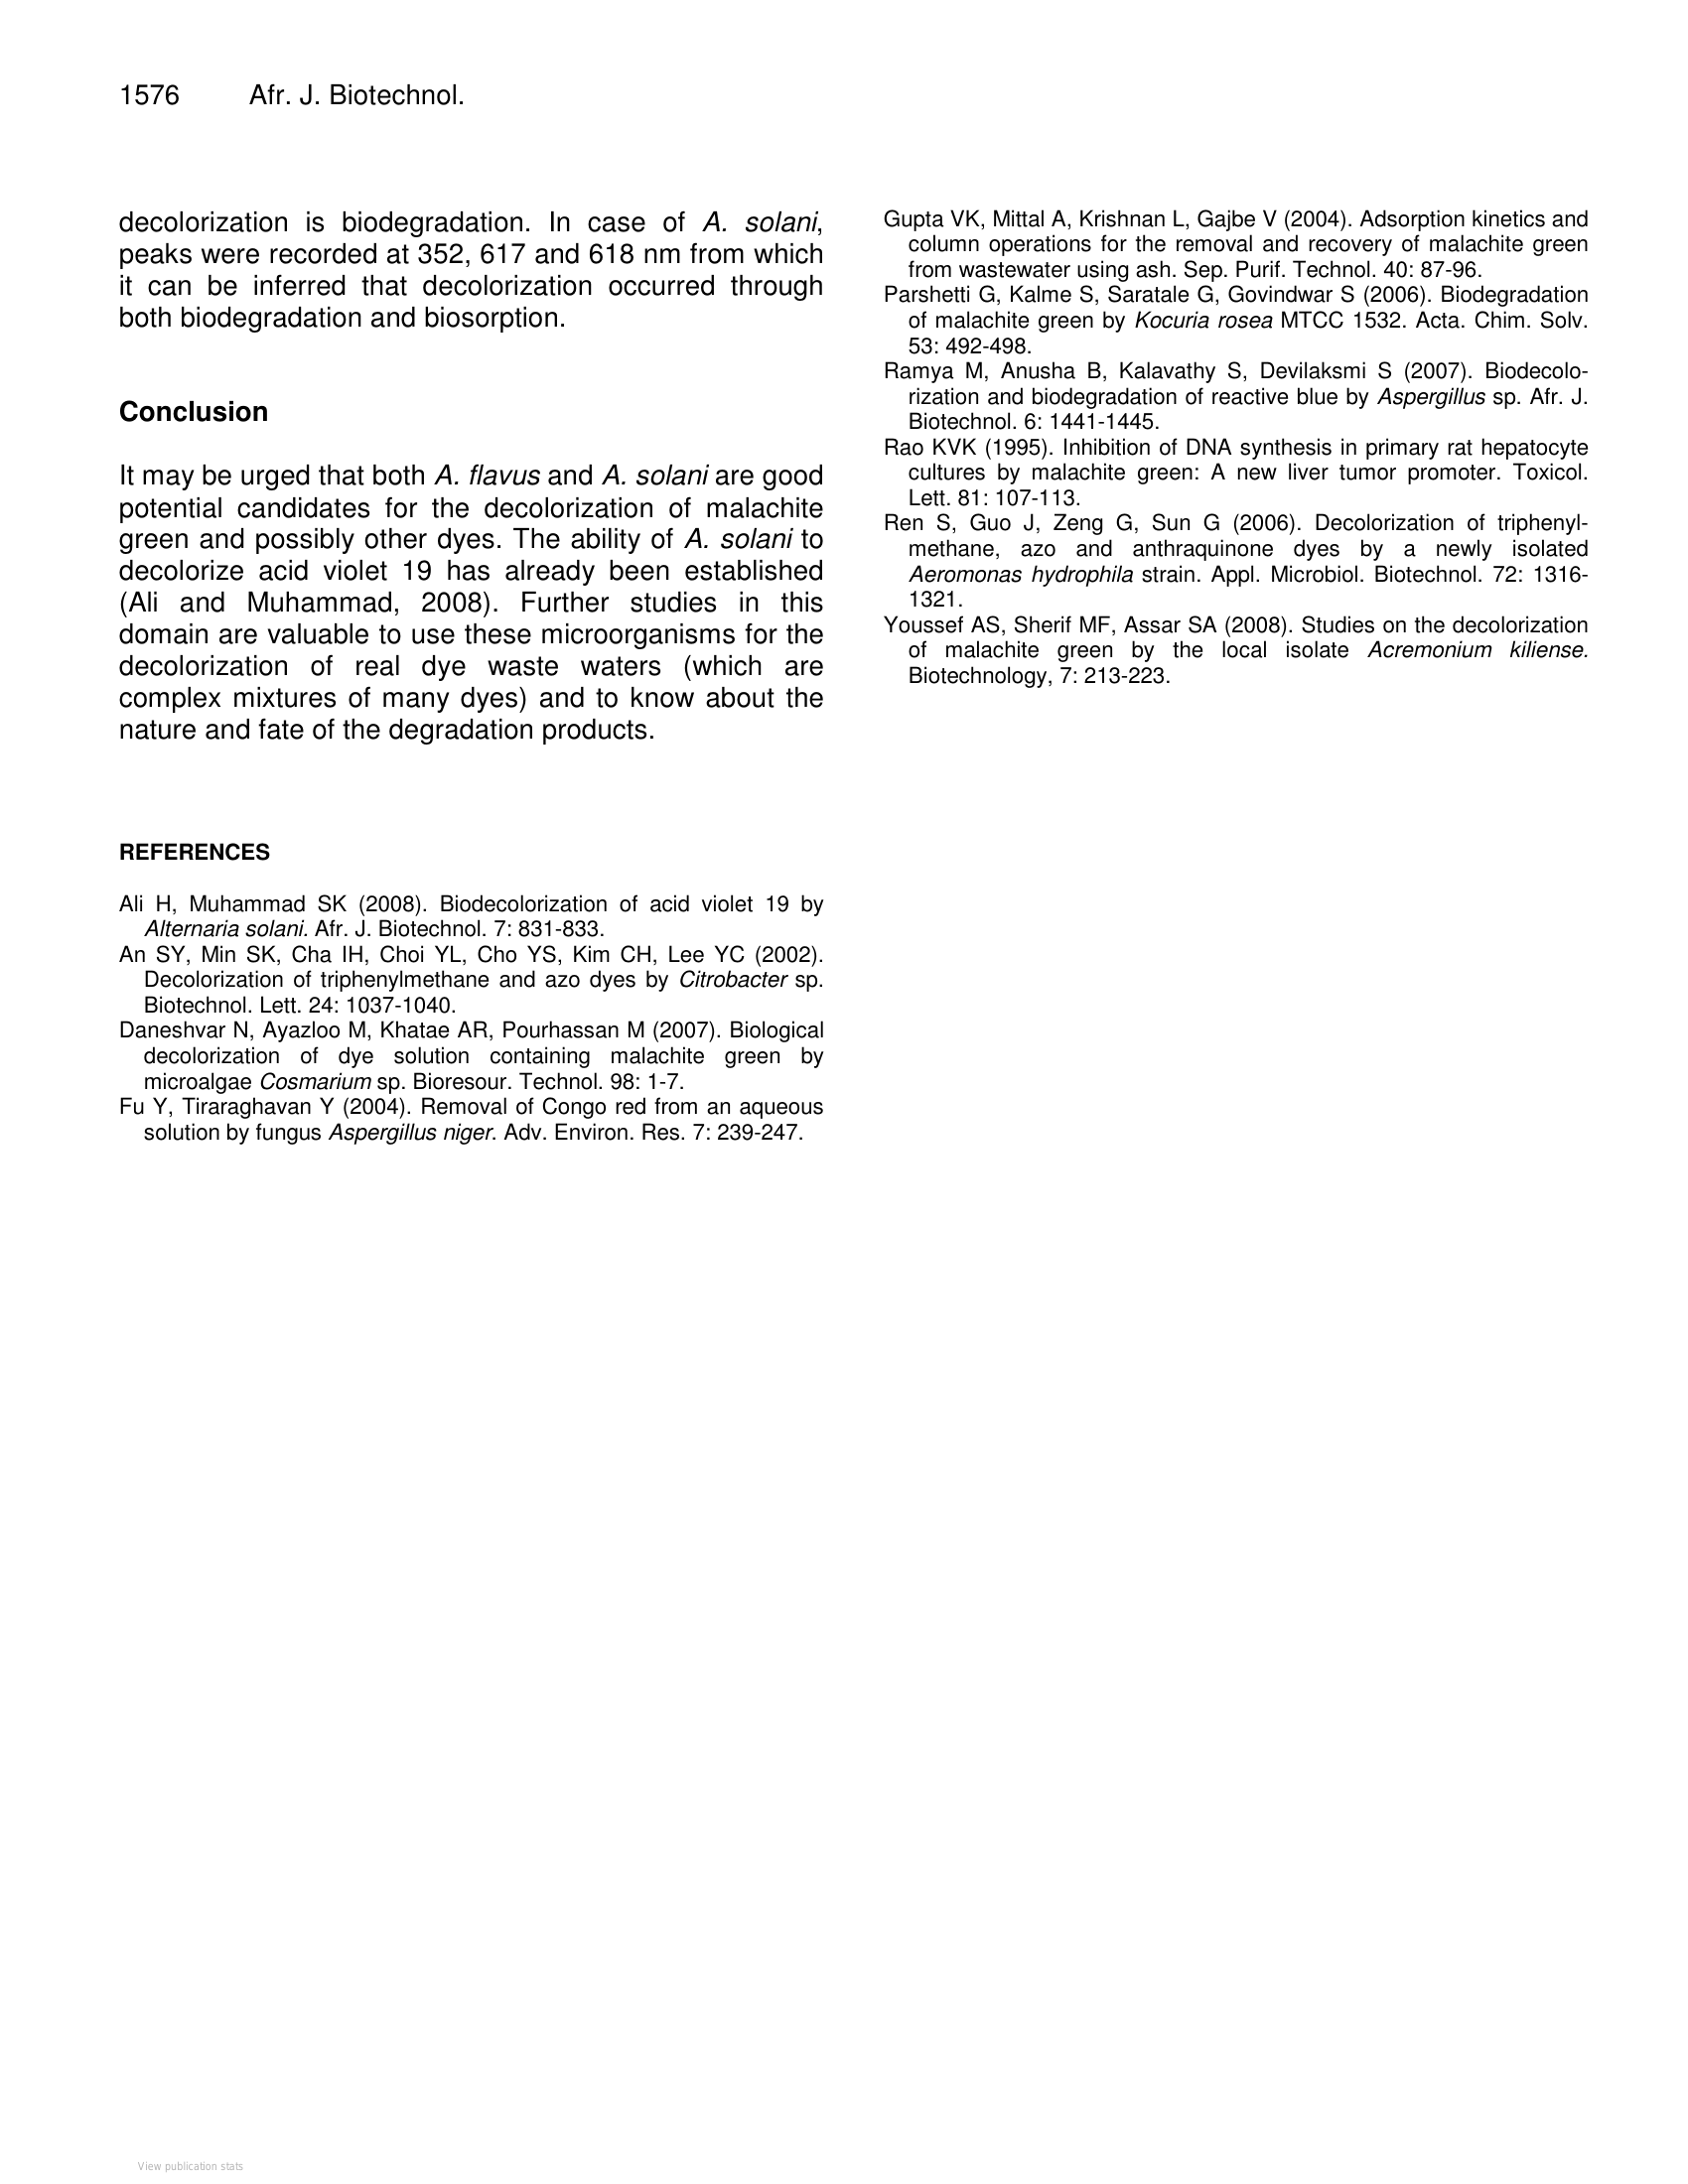 1576 Afr. J. Biotechnol.
decolorization is biodegradation. In case of A. solani,
peaks were recorded at 352, 617 and 618 nm from which
it can be inferred that decolorization occurred through
both biodegradation and biosorption.
Conclusion
It may be urged that both A. flavus and A. solani are good
potential candidates for the decolorization of malachite
green and possibly other dyes. The ability of A. solani to
decolorize acid violet 19 has already been established
(Ali and Muhammad, 2008). Further studies in this
domain are valuable to use these microorganisms for the
decolorization of real dye waste waters (which are
complex mixtures of many dyes) and to know about the
nature and fate of the degradation products.
REFERENCES
Ali H, Muhammad SK (2008). Biodecolorization of acid violet 19 by
Alternaria solani. Afr. J. Biotechnol. 7: 831-833.
An SY, Min SK, Cha IH, Choi YL, Cho YS, Kim CH, Lee YC (2002).
Decolorization of triphenylmethane and azo dyes by Citrobacter sp.
Biotechnol. Lett. 24: 1037-1040.
Daneshvar N, Ayazloo M, Khatae AR, Pourhassan M (2007). Biological
decolorization of dye solution containing malachite green by
microalgae Cosmarium sp. Bioresour. Technol. 98: 1-7.
Fu Y, Tiraraghavan Y (2004). Removal of Congo red from an aqueous
solution by fungus Aspergillus niger. Adv. Environ. Res. 7: 239-247.
Gupta VK, Mittal A, Krishnan L, Gajbe V (2004). Adsorption kinetics and
column operations for the removal and recovery of malachite green
from wastewater using ash. Sep. Purif. Technol. 40: 87-96.
Parshetti G, Kalme S, Saratale G, Govindwar S (2006). Biodegradation
of malachite green by Kocuria rosea MTCC 1532. Acta. Chim. Solv.
53: 492-498.
Ramya M, Anusha B, Kalavathy S, Devilaksmi S (2007). Biodecolo-
rization and biodegradation of reactive blue by Aspergillus sp. Afr. J.
Biotechnol. 6: 1441-1445.
Rao KVK (1995). Inhibition of DNA synthesis in primary rat hepatocyte
cultures by malachite green: A new liver tumor promoter. Toxicol.
Lett. 81: 107-113.
Ren S, Guo J, Zeng G, Sun G (2006). Decolorization of triphenyl-
methane, azo and anthraquinone dyes by a newly isolated
Aeromonas hydrophila strain. Appl. Microbiol. Biotechnol. 72: 1316-
1321.
Youssef AS, Sherif MF, Assar SA (2008). Studies on the decolorization
of malachite green by the local isolate Acremonium kiliense.
Biotechnology, 7: 213-223.
View publication stats